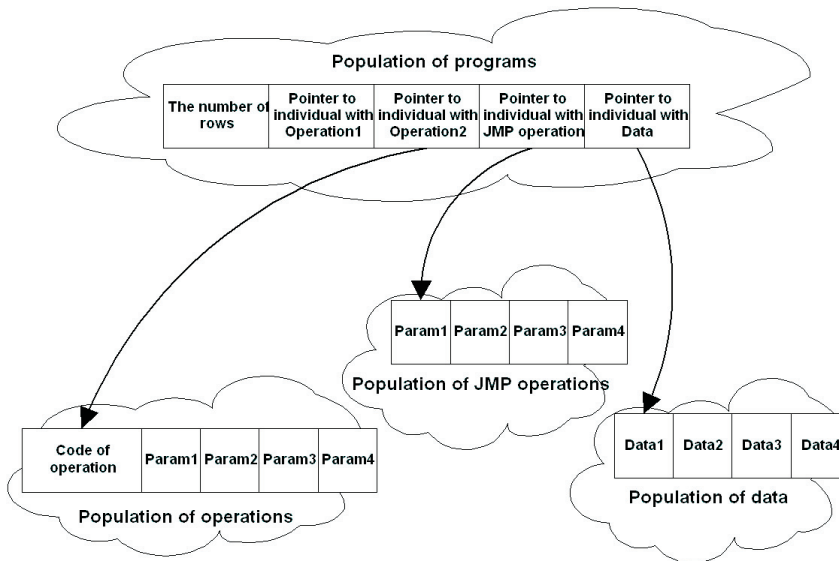 Population of programs
The number of rows
Pointer to individual with Operation1
Pointer to individual with Operation2
Pointer to individual with JMP operation
Pointer to individual with Data
Param1 Param2 Param3 Param4
Population of JMP operations
Code of operation Param1 Param2 Param3 Param4
Population of operations
Data1 Data2 Data3 Data4
Population of data